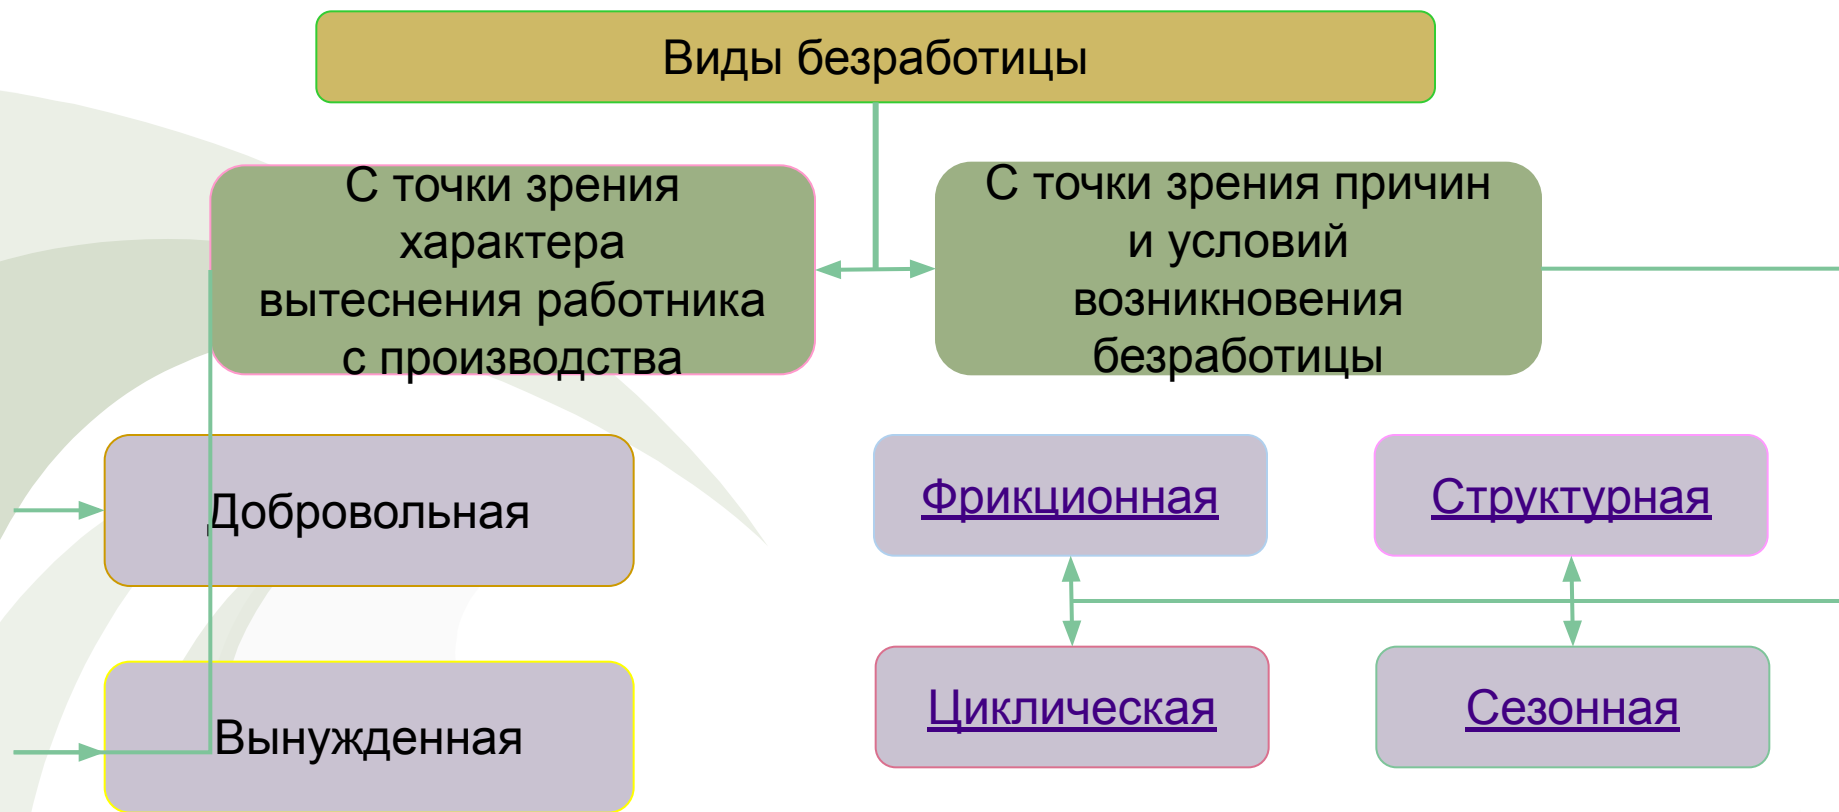 Виды безработицы
С точки зрения
характера
вытеснения работника
с производства
С точки зрения причин
и условий
возникновения
безработицы
Добровольная
Вынужденная
Фрикционная
Структурная
Циклическая
Сезонная